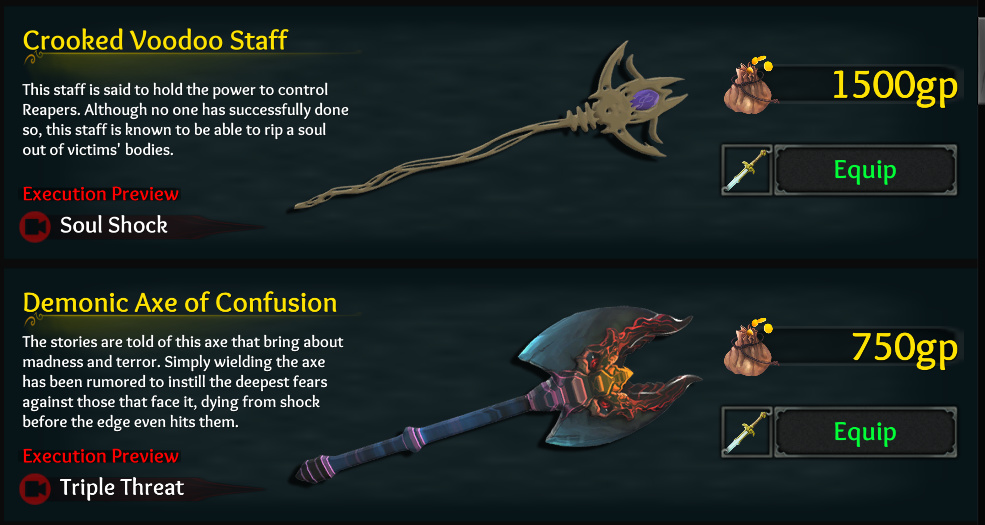 Crooked Voodoo Staff
This staff is said to hold the power to control
Reapers. Although no one has successfully done
so, this staff is known to be able to rip a soul
out of victims' bodies.
Execution Preview
Soul Shock
1500gp
Equip
Demonic Axe of Confusion
The stories are told of this axe that bring about
madness and terror. Simply wielding the axe
has been rumored to instill the deepest fears
against those that face it, dying from shock
before the edge even hits them.
Execution Preview
Triple Threat
750gp
Equip